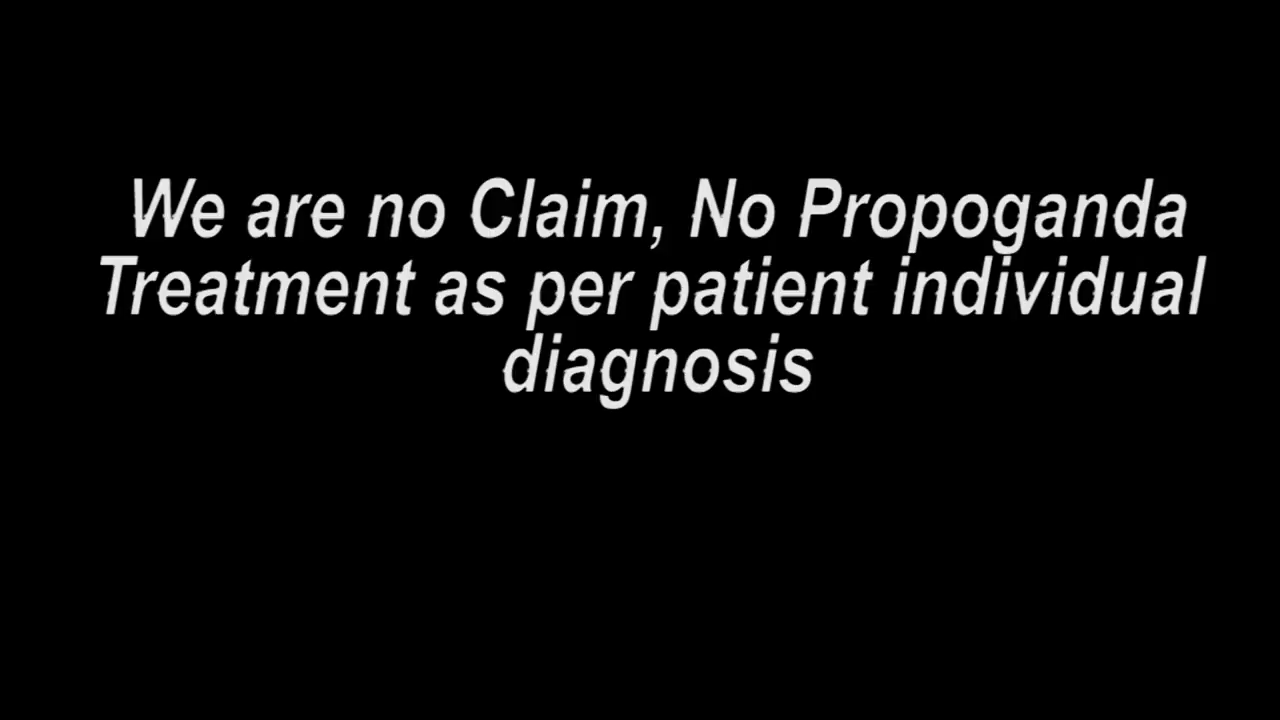 We are no Claim, No Propoganda
Treatment as per patient individual
diagnosis